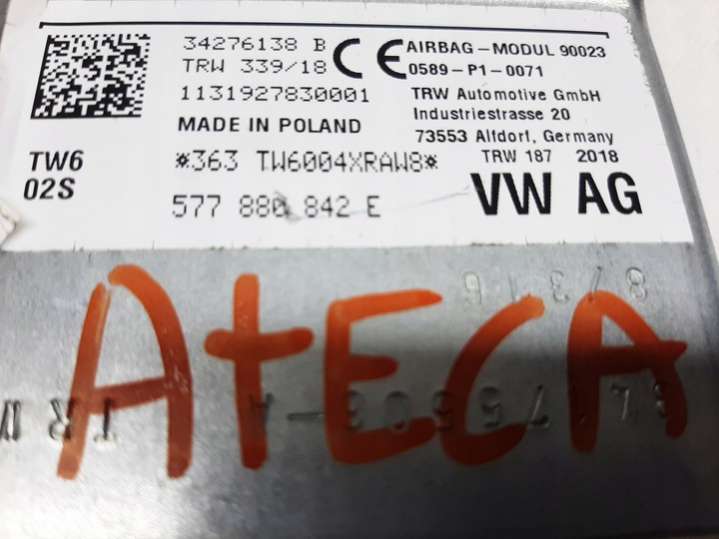 34276138 B
TRW 339/18
1131927830001
MADE IN POLAND
CE
AIRBAG-MODUL 90023
0589-P1-0071
TRW Automotive GmbH
Industriestrasse 20
73553 Alfdorf, Germany
TRW 187 2018
TW6
02S
*363 TW6004XRAW8*
577 880 842 E
VW AG
AtECA